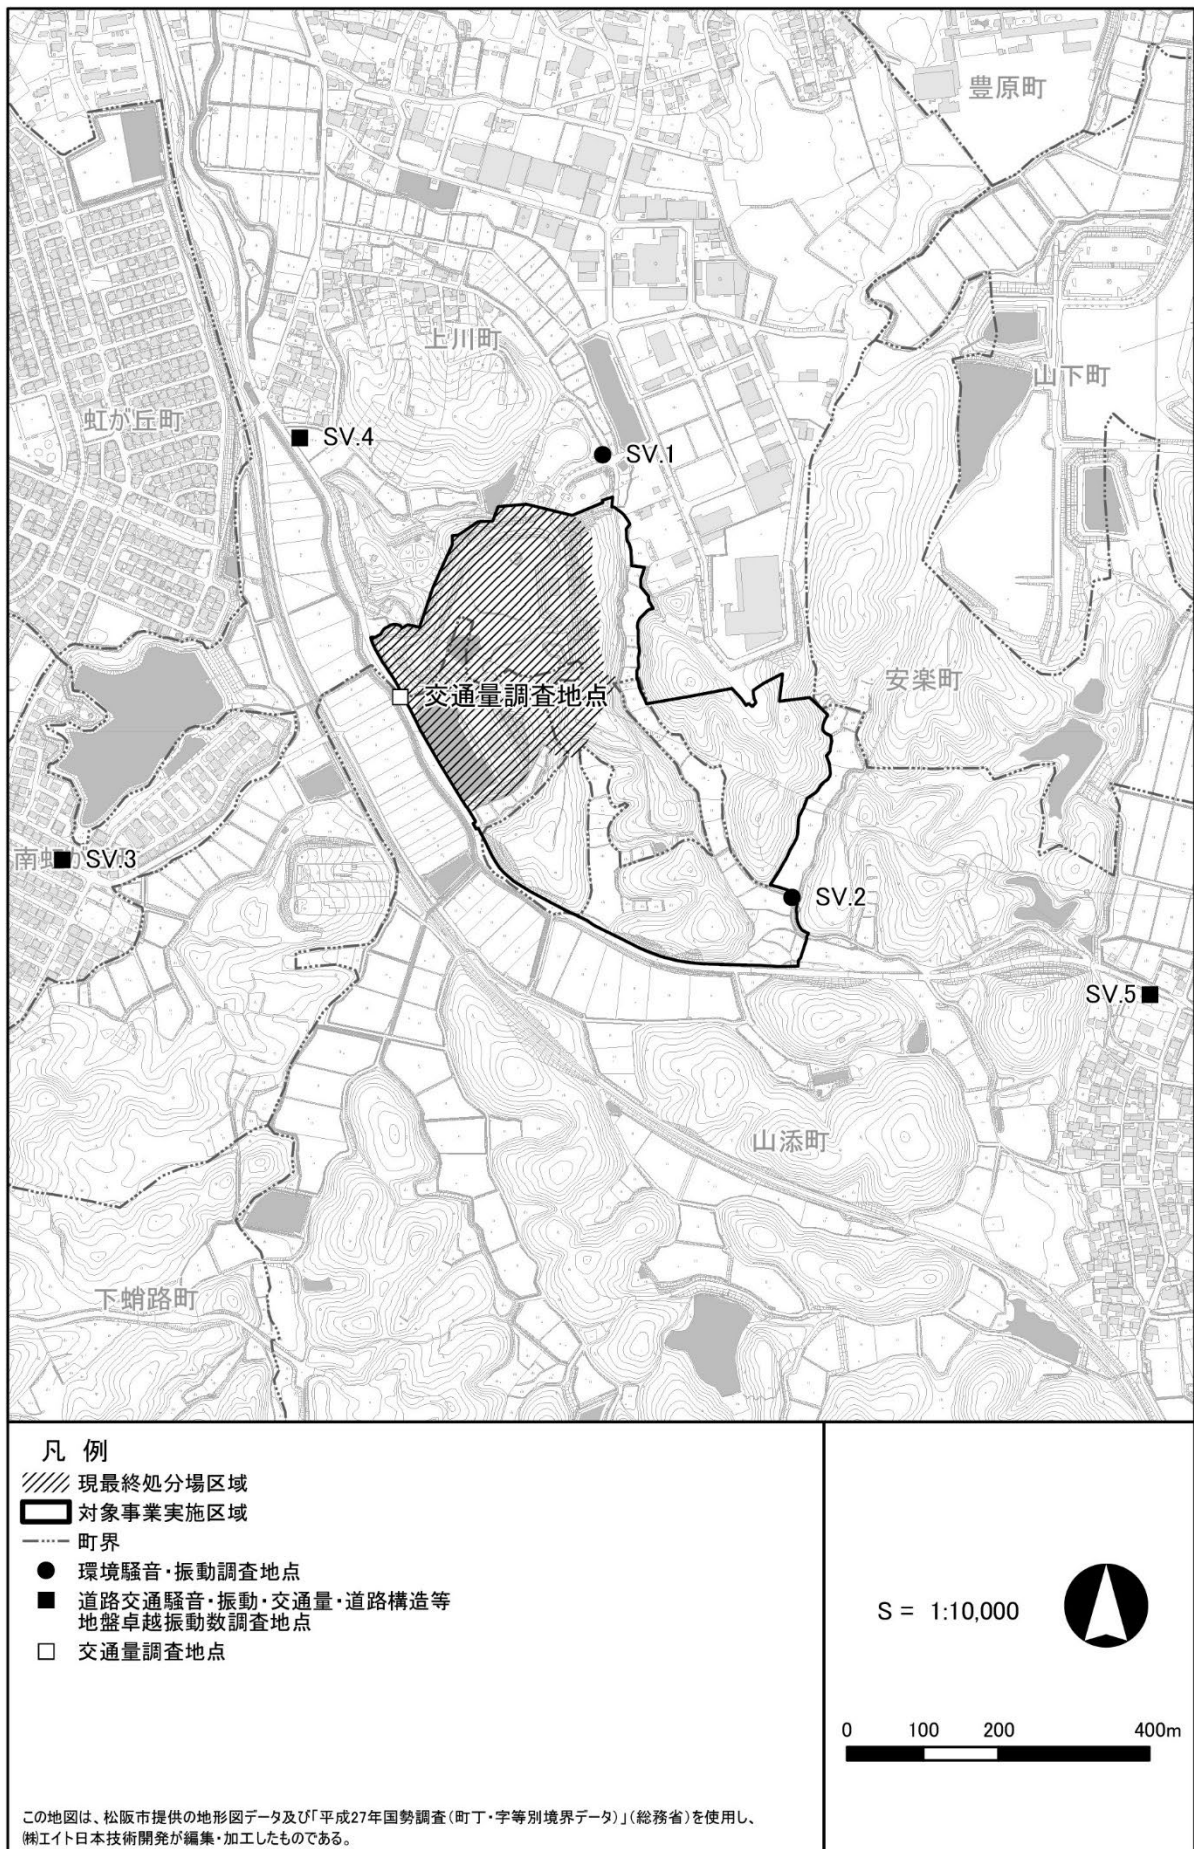 豊原町
上川町
山下町
虹が丘町
SV.4
SV.1
安楽町
交通量調査地点
南虹が
SV.3
SV.2
SV.5
山添町
下蛸路町
凡 例
現最終処分場区域
対象事業実施区域
町界
環境騒音・振動調査地点
道路交通騒音・振動・交通量・道路構造等
地盤卓越振動数調査地点
交通量調査地点
S = 1:10,000
0 100 200 400m
この地図は、松阪市提供の地形図データ及び「平成27年国勢調査(町丁・字等別境界データ)」(総務省)を使用し、
㈱エイト日本技術開発が編集・加工したものである。